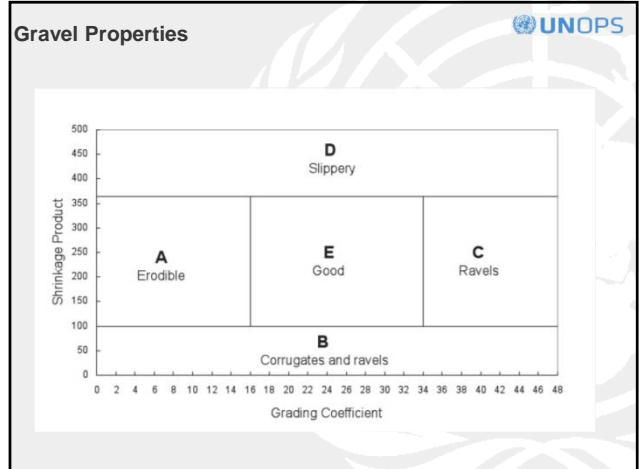 Gravel Properties
UNOPS
500
450
400
350
300
250
200
150
100
50
0
Shrinkage Product
D
Slippery
A
Erodible
E
Good
C
Ravels
B
Corrugates and ravels
0 2 4 6 8 10 12 14 16 18 20 22 24 26 28 30 32 34 36 38 40 42 44 46 48
Grading Coefficient